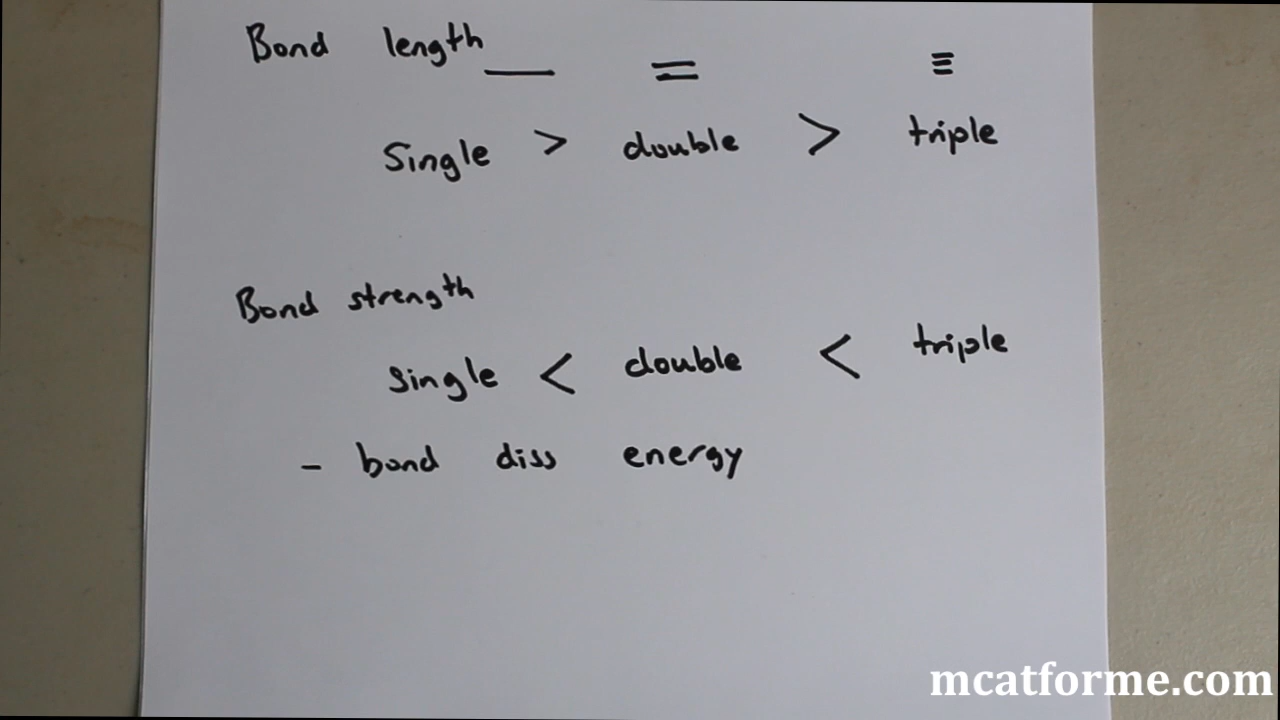 Bond length — = ≡
Single > double > triple
Bond strength
single < double < triple
- bond diss energy
mcatforme.com